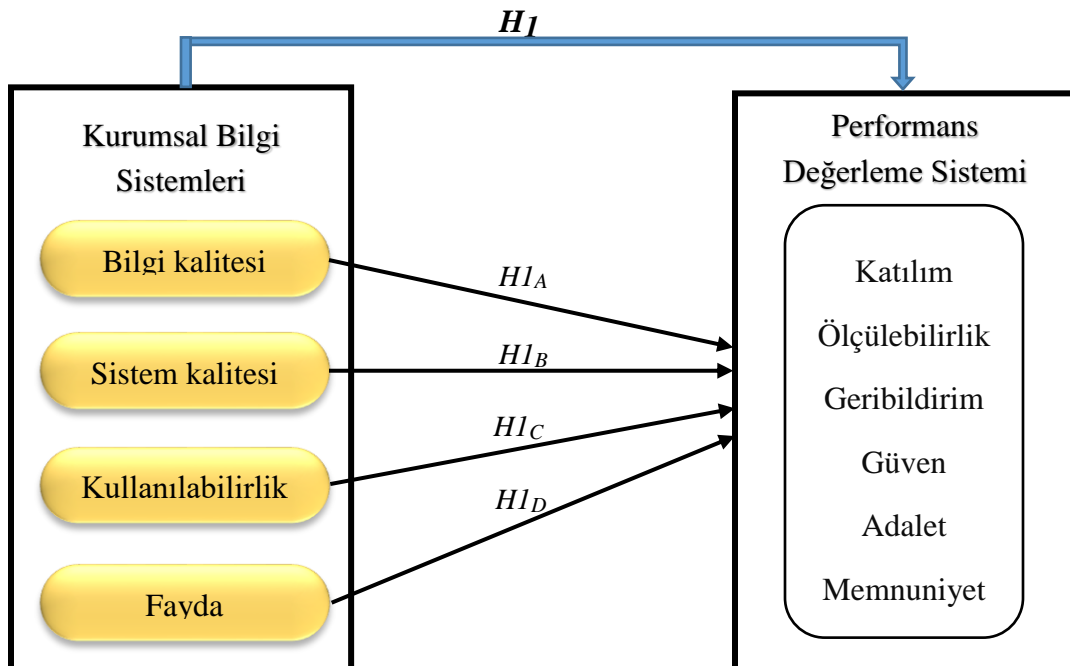 H1
Kurumsal Bilgi
Sistemleri
Bilgi kalitesi
Sistem kalitesi
Kullanılabilirlik
Fayda
H1A
H1B
H1C
H1D
Performans
Değerleme Sistemi
Katılım
Ölçülebilirlik
Geribildirim
Güven
Adalet
Memnuniyet